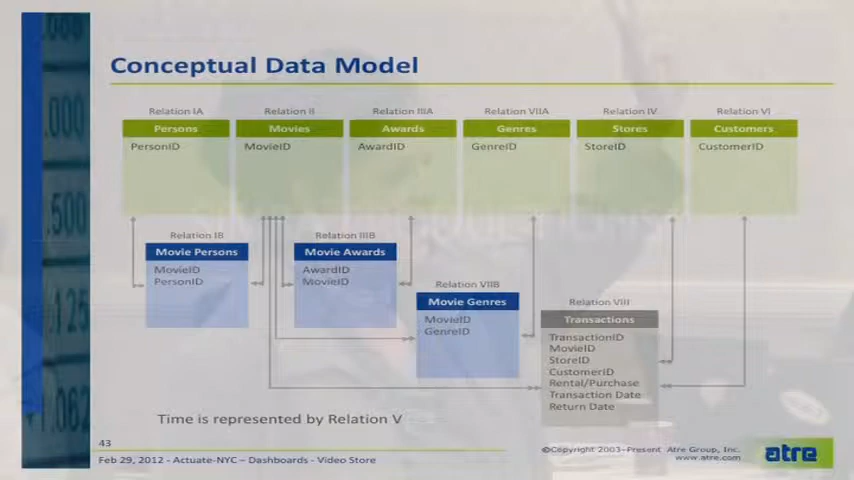 Conceptual Data Model
Relation IA
Relation II
Relation IIIA
Relation VIIA
Relation IV
Relation VI
Persons
Movies
Awards
Genres
Stores
Customers
PersonID
MovieID
AwardID
GenreID
StoreID
CustomerID
Relation IB
Movie Persons
MovieID
PersonID
Relation IIIB
Movie Awards
AwardID
MovieID
Relation VIIB
Movie Genres
MovieID
GenreID
Relation VIII
Transactions
TransactionID
MovieID
StoreID
CustomerID
Rental/Purchase
Transaction Date
Return Date
Time is represented by Relation V
43
Feb 29, 2012 - Actuate-NYC – Dashboards - Video Store
©Copyright 2003–Present Atre Group, Inc.
www.atre.com
atre
.000
.500